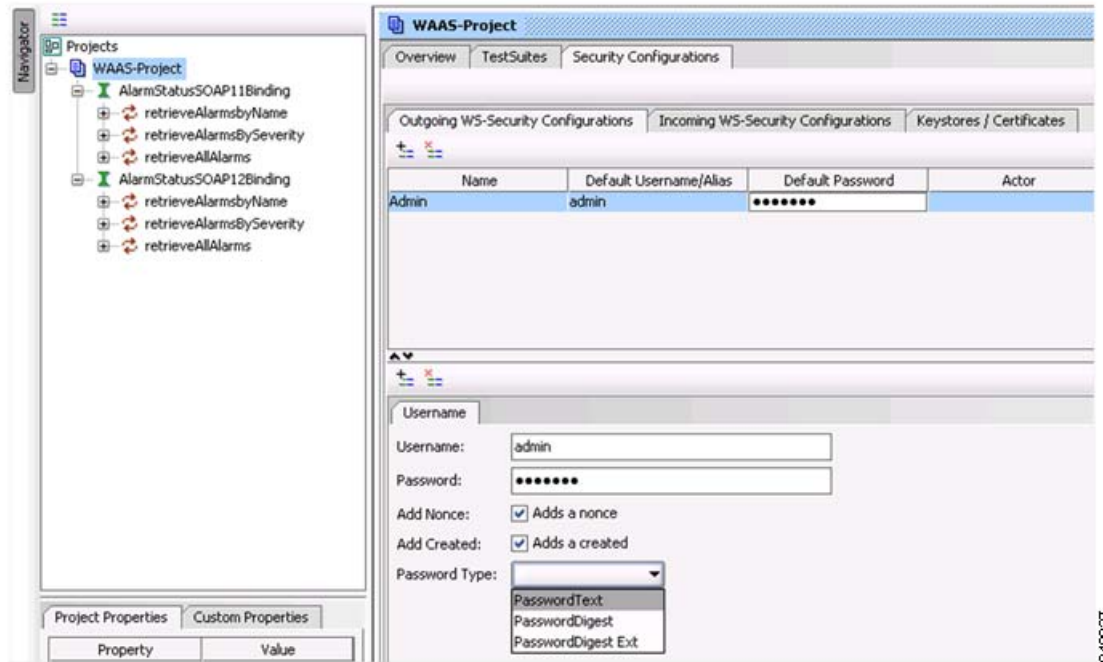 Navigator
Projects
WAAS-Project
AlarmStatusSOAP11Binding
retrieveAlarmsbyName
retrieveAlarmsBySeverity
retrieveAllAlarms
AlarmStatusSOAP12Binding
retrieveAlarmsbyName
retrieveAlarmsBySeverity
retrieveAllAlarms
Project Properties Custom Properties
Property Value
WAAS-Project
Overview TestSuites Security Configurations
Outgoing WS-Security Configurations Incoming WS-Security Configurations Keystores / Certificates
Name Default Username/Alias Default Password Actor
Admin admin •••••••
Username
Username: admin
Password: •••••••
Add Nonce: Adds a nonce
Add Created: Adds a created
Password Type:
PasswordText
PasswordDigest
PasswordDigest Ext